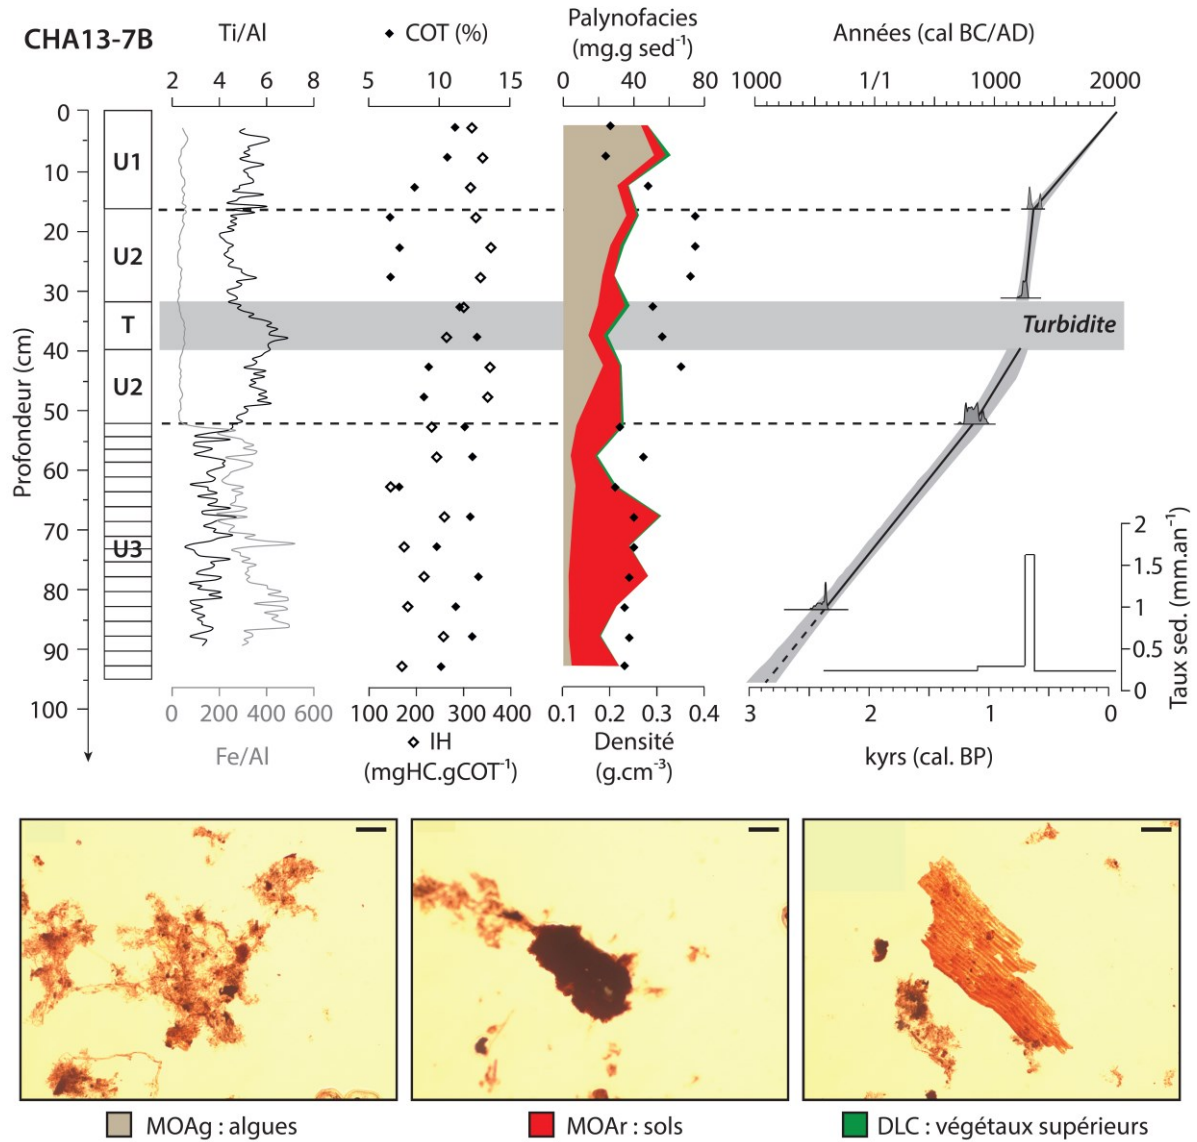 CHA13-7B
Ti/Al
2 4 6 8
COT (%)
5 10 15
Palynofacies
(mg.g sed⁻¹)
0 40 80
Années (cal BC/AD)
1000 1/1 1000 2000
Profondeur (cm)
0
10
20
30
40
50
60
70
80
90
100
U1
U2
T
U2
U3
Turbidite
Taux sed. (mm.an⁻¹)
2
1.5
1
0.5
0
0 200 400 600
Fe/Al
100 200 300 400
IH
(mgHC.gCOT⁻¹)
0.1 0.2 0.3 0.4
Densité
(g.cm⁻³)
3 2 1 0
kyrs (cal. BP)
MOAg : algues
MOAr : sols
DLC : végétaux supérieurs